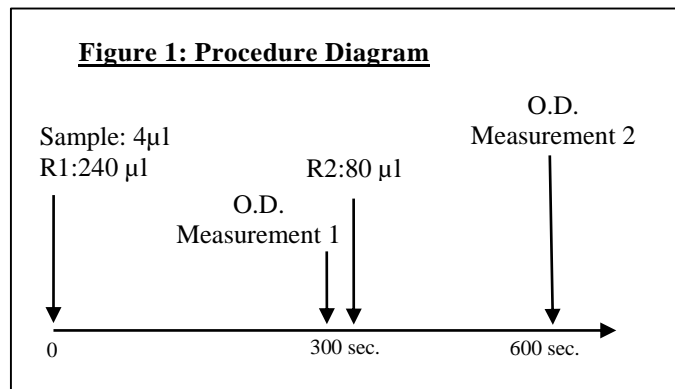 Figure 1: Procedure Diagram
O.D.
Measurement 2
Sample: 4µl
R1:240 µl
R2:80 µl
O.D.
Measurement 1
0
300 sec.
600 sec.